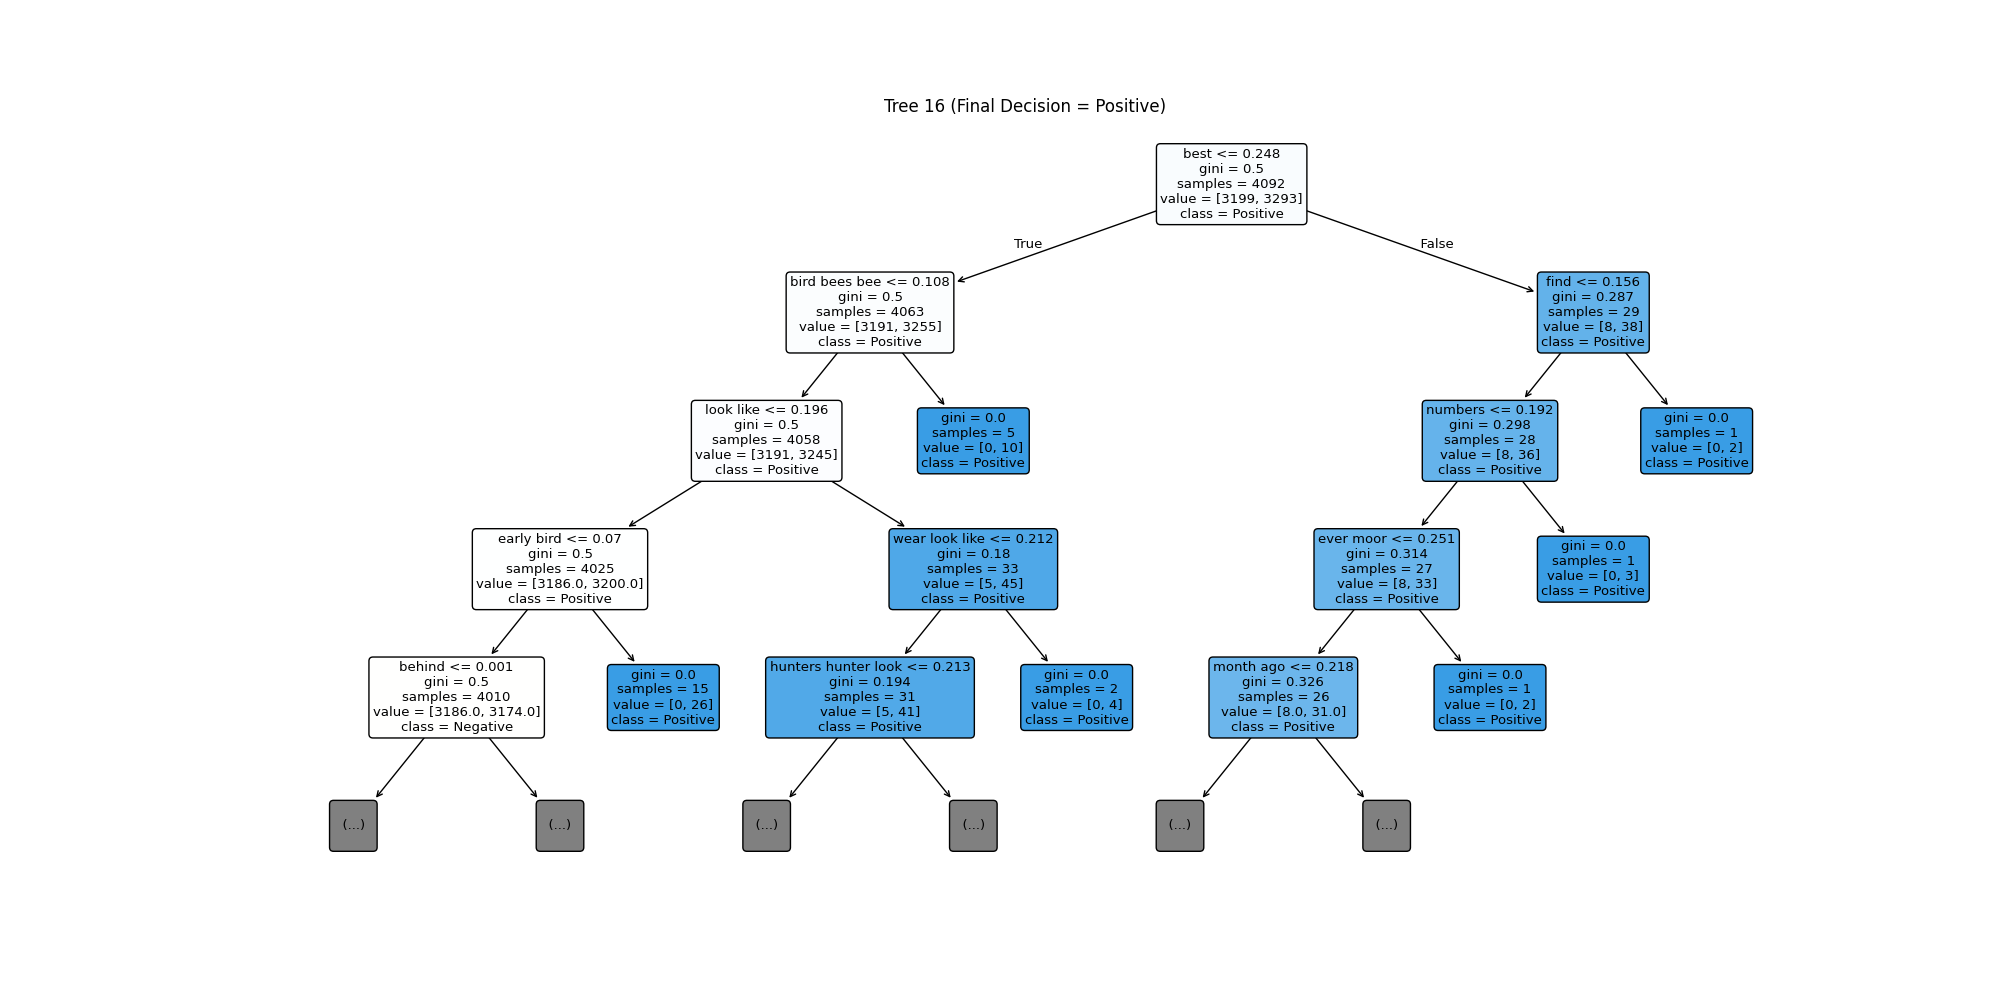 Tree 16 (Final Decision = Positive)
best <= 0.248
gini = 0.5
samples = 4092
value = [3199, 3293]
class = Positive
True
False
bird bees bee <= 0.108
gini = 0.5
samples = 4063
value = [3191, 3255]
class = Positive
find <= 0.156
gini = 0.287
samples = 29
value = [8, 38]
class = Positive
look like <= 0.196
gini = 0.5
samples = 4058
value = [3191, 3245]
class = Positive
gini = 0.0
samples = 5
value = [0, 10]
class = Positive
numbers <= 0.192
gini = 0.298
samples = 28
value = [8, 36]
class = Positive
gini = 0.0
samples = 1
value = [0, 2]
class = Positive
early bird <= 0.07
gini = 0.5
samples = 4025
value = [3186.0, 3200.0]
class = Positive
wear look like <= 0.212
gini = 0.18
samples = 33
value = [5, 45]
class = Positive
ever moor <= 0.251
gini = 0.314
samples = 27
value = [8, 33]
class = Positive
gini = 0.0
samples = 1
value = [0, 3]
class = Positive
behind <= 0.001
gini = 0.5
samples = 4010
value = [3186.0, 3174.0]
class = Negative
gini = 0.0
samples = 15
value = [0, 26]
class = Positive
hunters hunter look <= 0.213
gini = 0.194
samples = 31
value = [5, 41]
class = Positive
gini = 0.0
samples = 2
value = [0, 4]
class = Positive
month ago <= 0.218
gini = 0.326
samples = 26
value = [8.0, 31.0]
class = Positive
gini = 0.0
samples = 1
value = [0, 2]
class = Positive
(...)
(...)
(...)
(...)
(...)
(...)